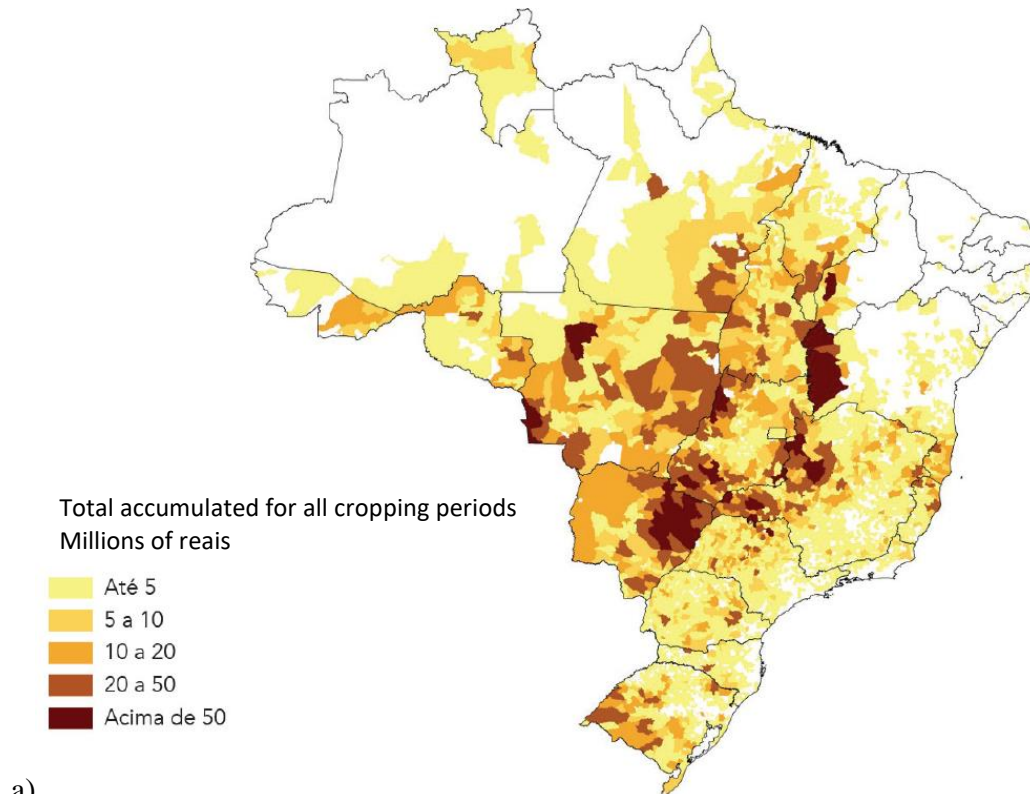 Total accumulated for all cropping periods
Millions of reais
Até 5
5 a 10
10 a 20
20 a 50
Acima de 50
a)